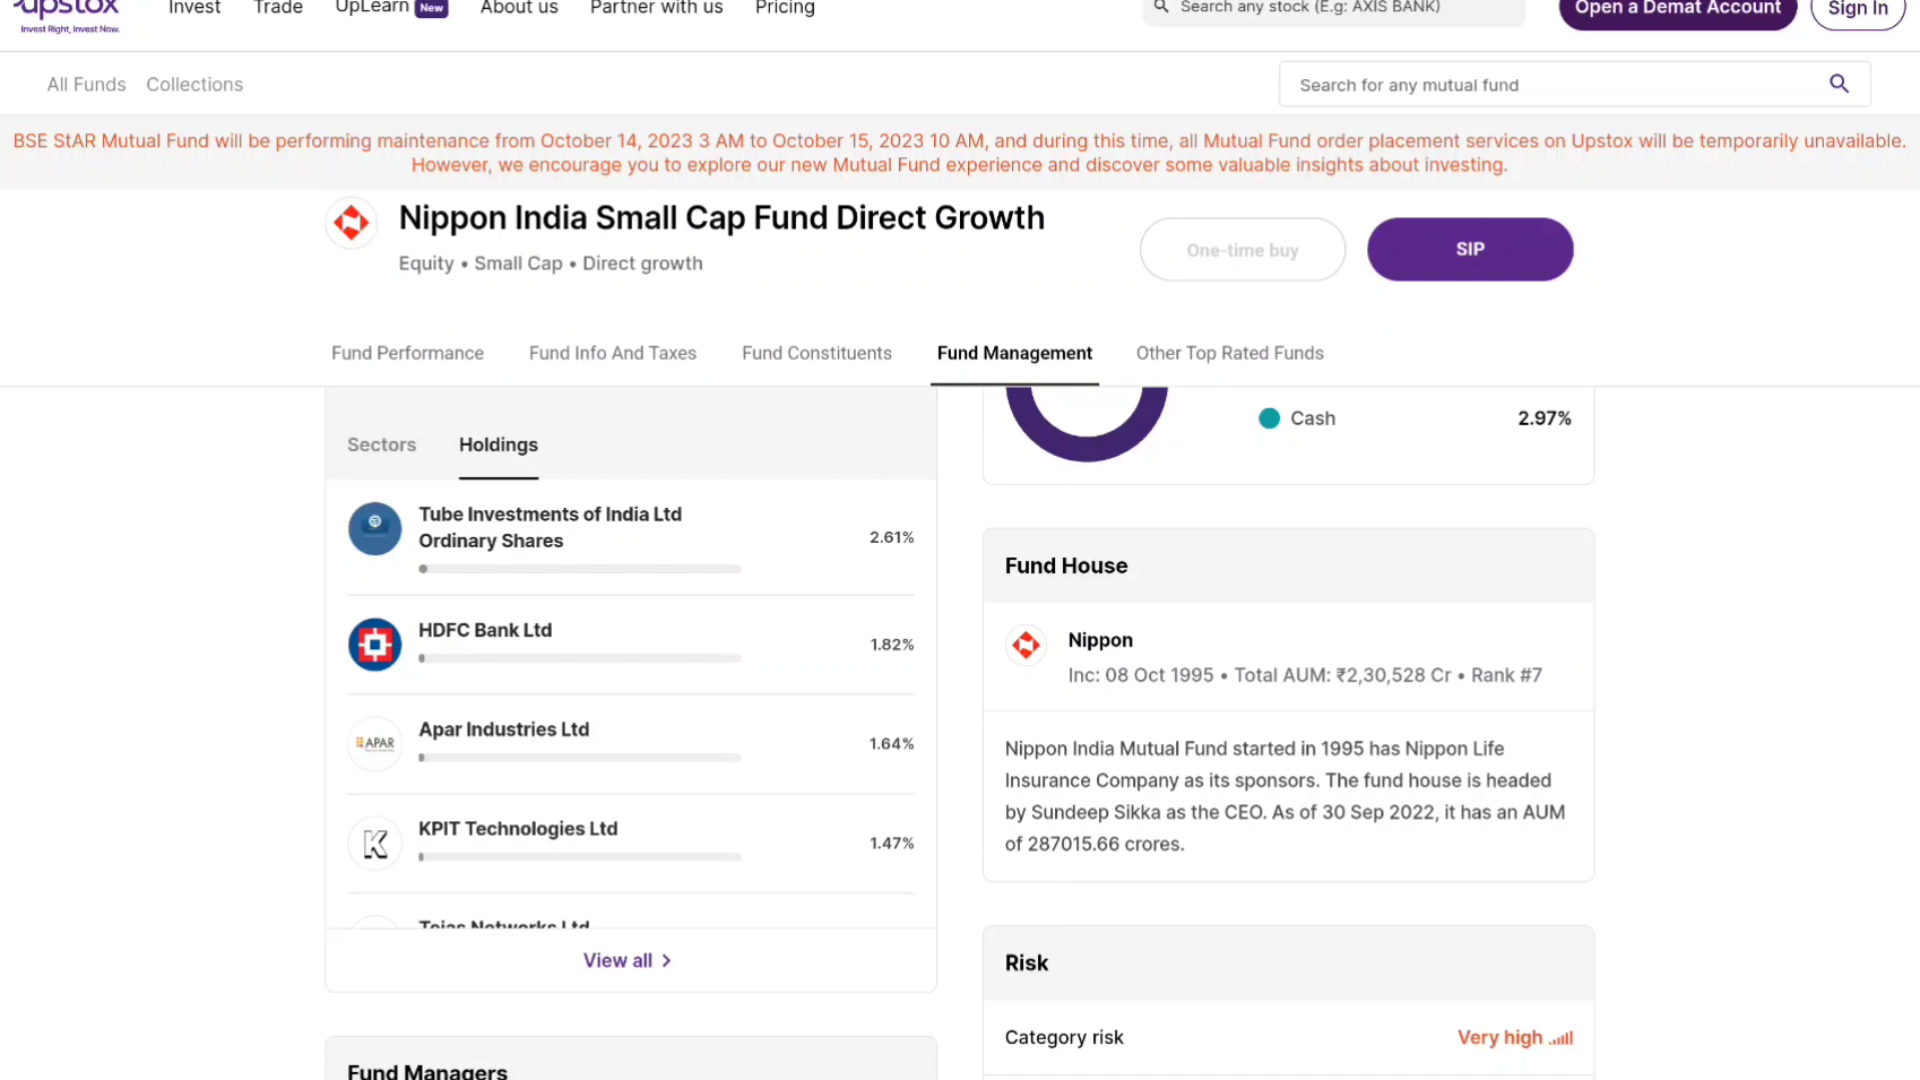 upstox
Invest Right, Invest Now.
Invest
Trade
UpLearn New
About us
Partner with us
Pricing
Search any stock (E.g: AXIS BANK)
Open a Demat Account
Sign In
All Funds
Collections
Search for any mutual fund
BSE StAR Mutual Fund will be performing maintenance from October 14, 2023 3 AM to October 15, 2023 10 AM, and during this time, all Mutual Fund order placement services on Upstox will be temporarily unavailable.
However, we encourage you to explore our new Mutual Fund experience and discover some valuable insights about investing.
Nippon India Small Cap Fund Direct Growth
Equity • Small Cap • Direct growth
One-time buy
SIP
Fund Performance
Fund Info And Taxes
Fund Constituents
Fund Management
Other Top Rated Funds
Sectors
Holdings
Tube Investments of India Ltd
Ordinary Shares
2.61%
HDFC Bank Ltd
1.82%
APAR
Apar Industries Ltd
1.64%
K
KPIT Technologies Ltd
1.47%
Tejas Networks Ltd
View all >
Fund Managers
Cash
2.97%
Fund House
Nippon
Inc: 08 Oct 1995 • Total AUM: ₹2,30,528 Cr • Rank #7
Nippon India Mutual Fund started in 1995 has Nippon Life
Insurance Company as its sponsors. The fund house is headed
by Sundeep Sikka as the CEO. As of 30 Sep 2022, it has an AUM
of 287015.66 crores.
Risk
Category risk
Very high